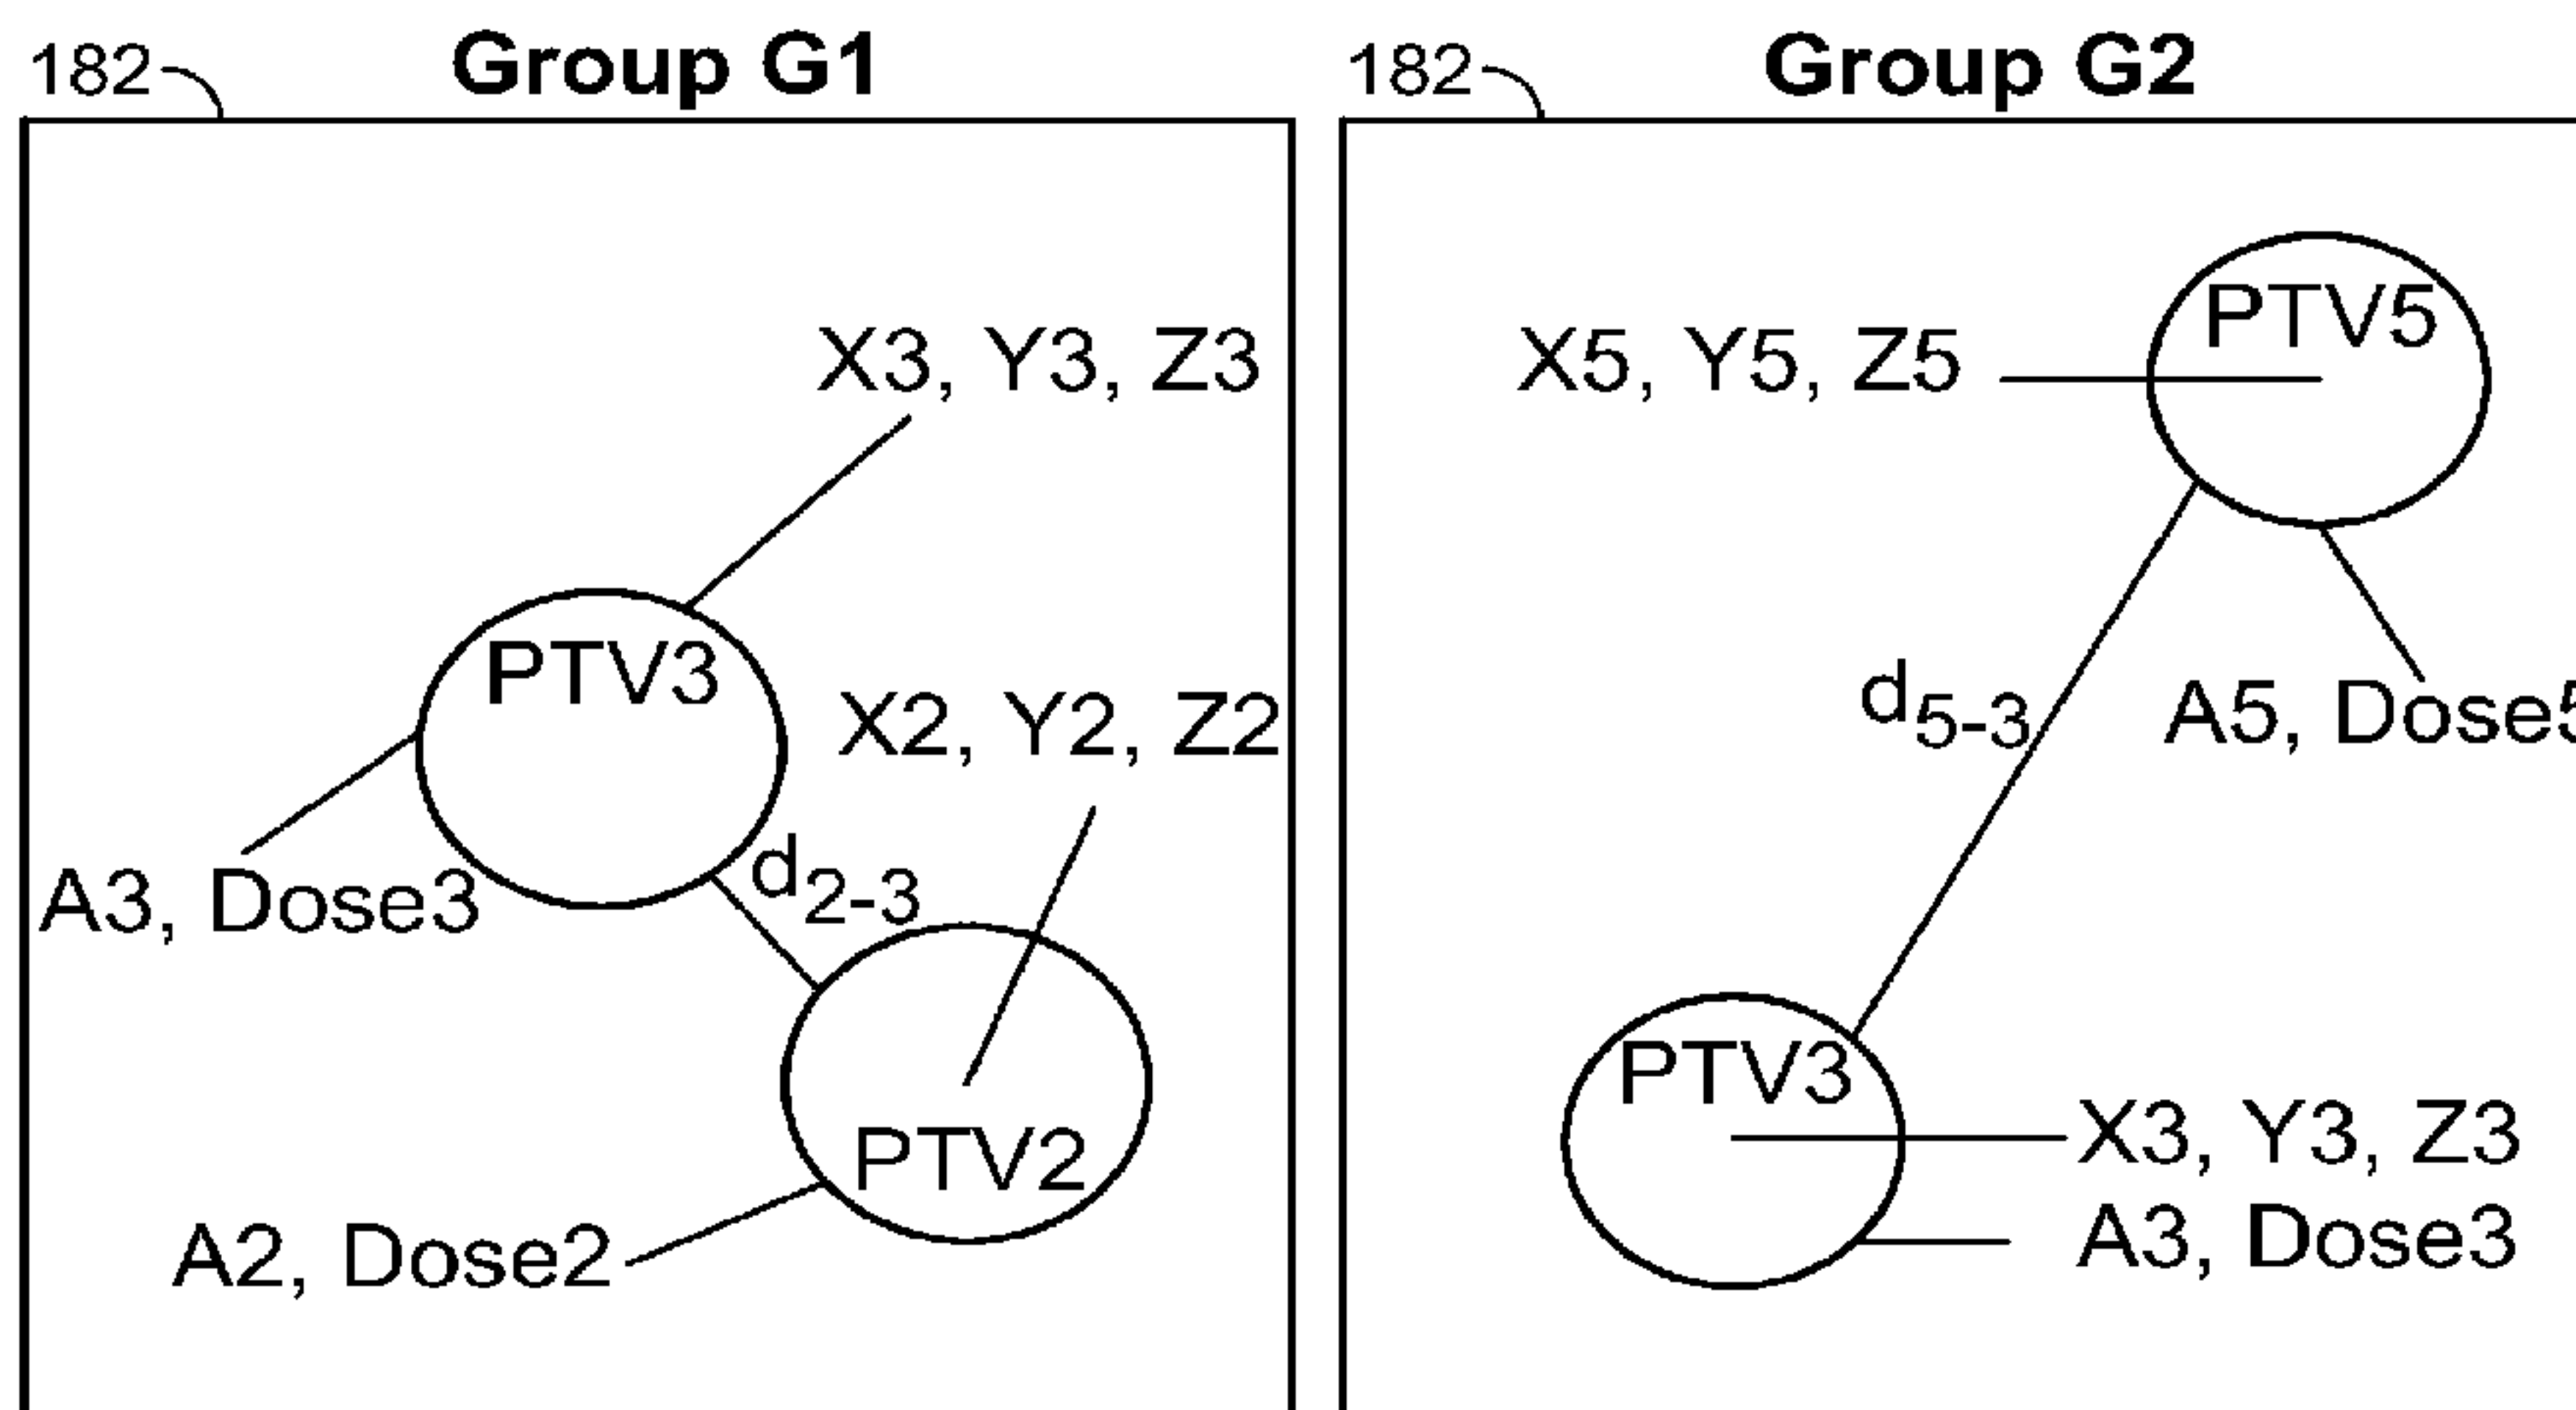 182
Group G1
X3, Y3, Z3
PTV3
X2, Y2, Z2
d2-3
A3, Dose3
PTV2
A2, Dose2
182
Group G2
PTV5
X5, Y5, Z5
d5-3
A5, Dose5
PTV3
X3, Y3, Z3
A3, Dose3